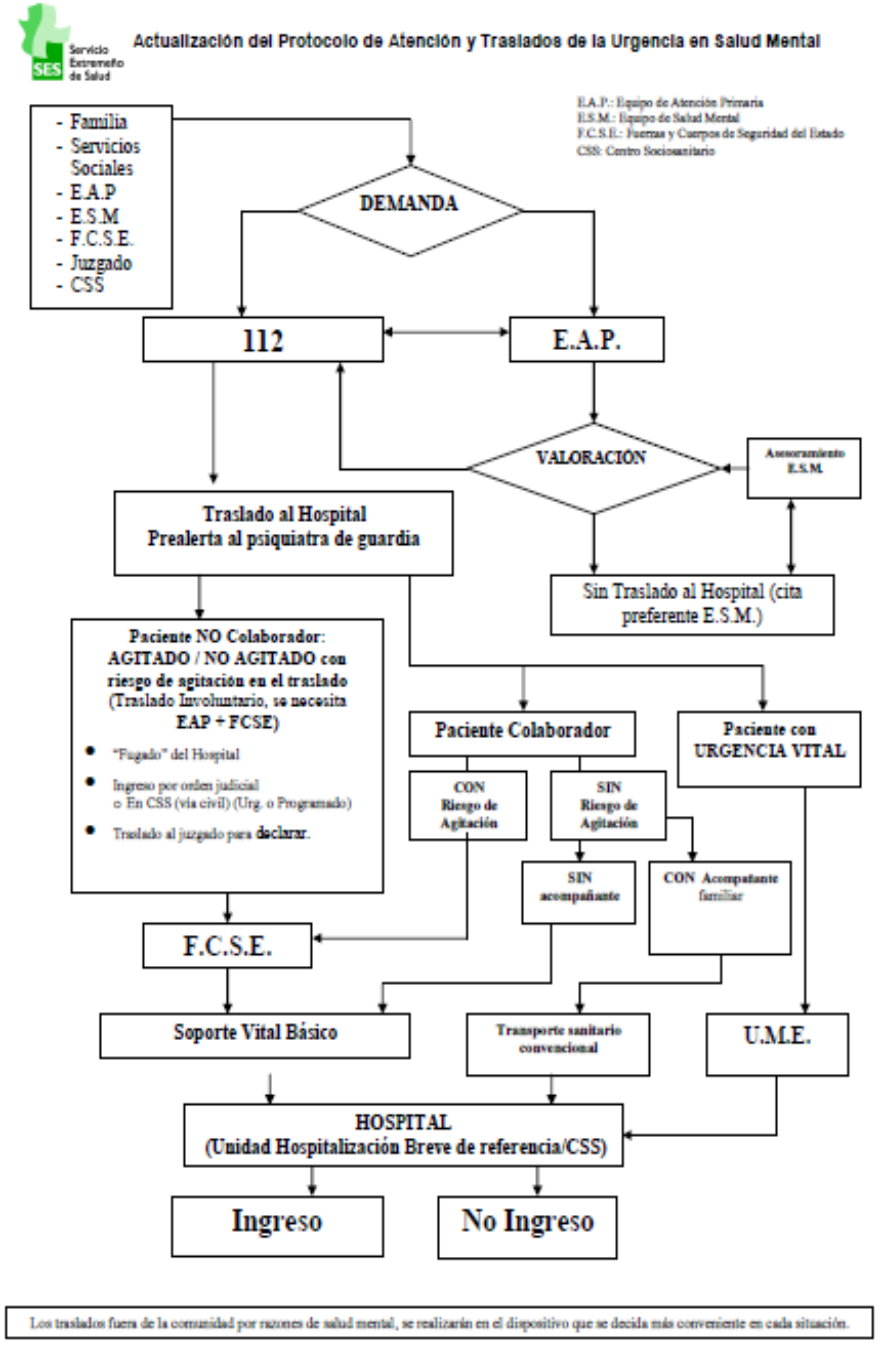 SES
Servicio
Extremeño
de Salud
Actualización del Protocolo de Atención y Traslados de la Urgencia en Salud Mental
E.A.P.: Equipo de Atención Primaria
E.S.M.: Equipo de Salud Mental
F.C.S.E.: Fuerzas y Cuerpos de Seguridad del Estado
CSS: Centro Sociosanitario
- Familia
- Servicios
Sociales
- E.A.P
- E.S.M
- F.C.S.E.
- Juzgado
- CSS
DEMANDA
112
E.A.P.
VALORACIÓN
Asesoramiento
E.S.M.
Traslado al Hospital
Prealerta al psiquiatra de guardia
Sin Traslado al Hospital (cita
preferente E.S.M.)
Paciente NO Colaborador:
AGITADO / NO AGITADO con
riesgo de agitación en el traslado
(Traslado Involuntario, se necesita
EAP + FCSE)
● "Fugado" del Hospital
● Ingreso por orden judicial
o En CSS (vía civil) (Urg. o Programado)
● Traslado al juzgado para declarar.
Paciente Colaborador
Paciente con
URGENCIA VITAL
CON
Riesgo de
Agitación
SIN
Riesgo de
Agitación
SIN
acompañante
CON Acompañante
familiar
F.C.S.E.
Soporte Vital Básico
Transporte sanitario
convencional
U.M.E.
HOSPITAL
(Unidad Hospitalización Breve de referencia/CSS)
Ingreso
No Ingreso
Los traslados fuera de la comunidad por razones de salud mental, se realizarán en el dispositivo que se decida más conveniente en cada situación.